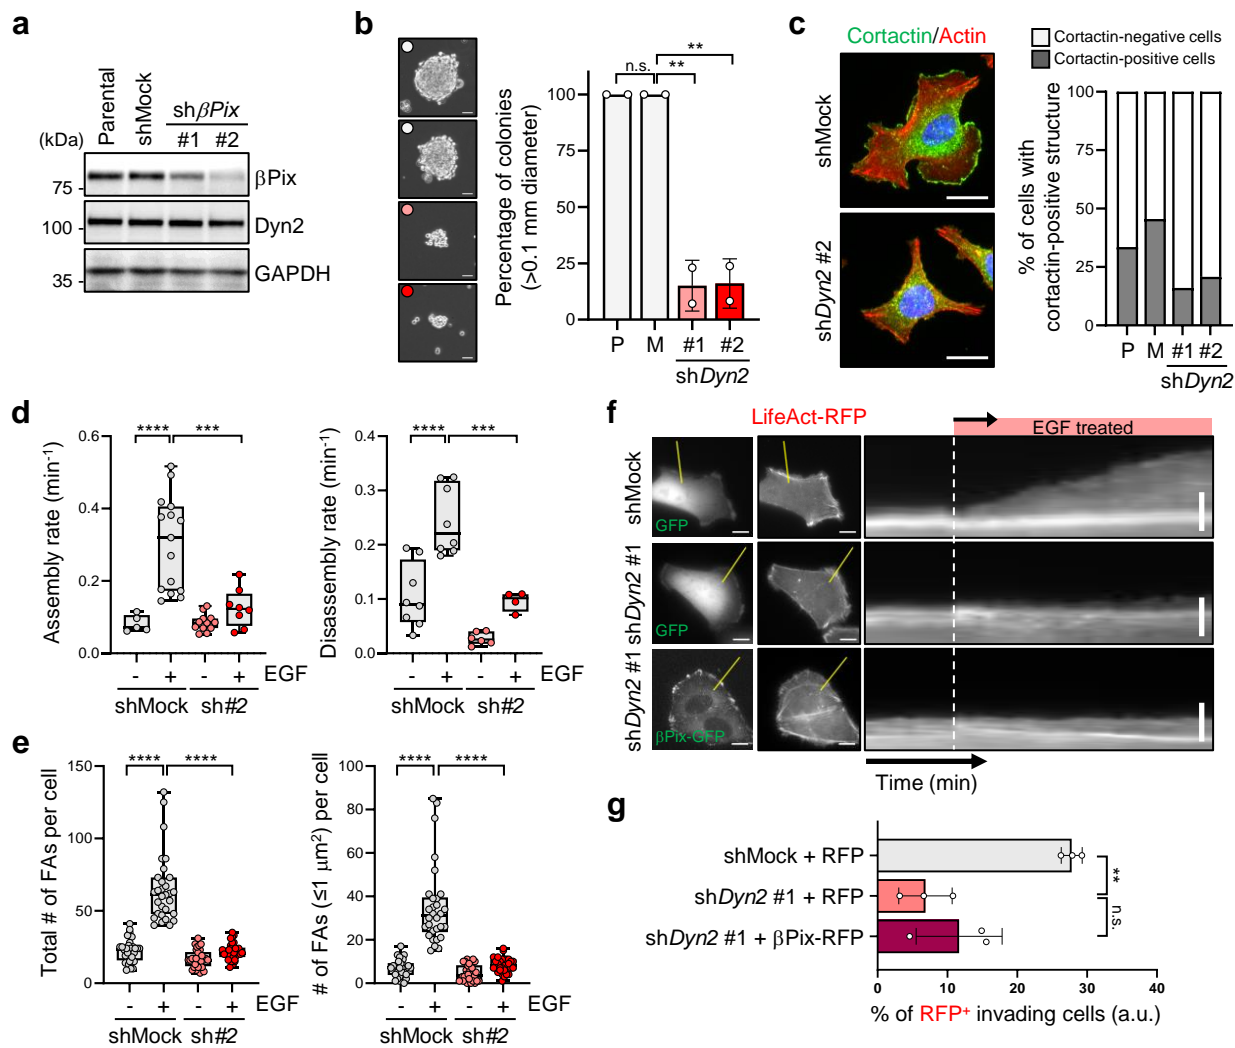 a
Parental
shMock
shβPix
#1 #2
(kDa)
75 -
βPix
100 -
Dyn2
35 -
GAPDH
b
Percentage of colonies
(>0.1 mm diameter)
100
75
50
25
0
n.s.
**
**
P M #1 #2
shDyn2
c
Cortactin/Actin
shMock
shDyn2 #2
Cortactin-negative cells
Cortactin-positive cells
% of cells with
cortactin-positive structure
100
75
50
25
0
P M #1 #2
shDyn2
d
Assembly rate (min⁻¹)
0.6
0.4
0.2
0.0
**** ***
- + - + EGF
shMock sh#2
Disassembly rate (min⁻¹)
0.4
0.3
0.2
0.1
0.0
**** ***
- + - + EGF
shMock sh#2
e
Total # of FAs per cell
150
100
50
0
**** ****
- + - + EGF
shMock sh#2
# of FAs (≤1 μm²) per cell
100
80
60
40
20
0
**** ****
- + - + EGF
shMock sh#2
f
LifeAct-RFP
EGF treated
shMock
GFP
shDyn2 #1
GFP
shDyn2 #1
βPix-GFP
Time (min)
g
shMock + RFP
shDyn2 #1 + RFP
shDyn2 #1 + βPix-RFP
**
n.s.
0 10 20 30 40
% of RFP⁺ invading cells (a.u.)